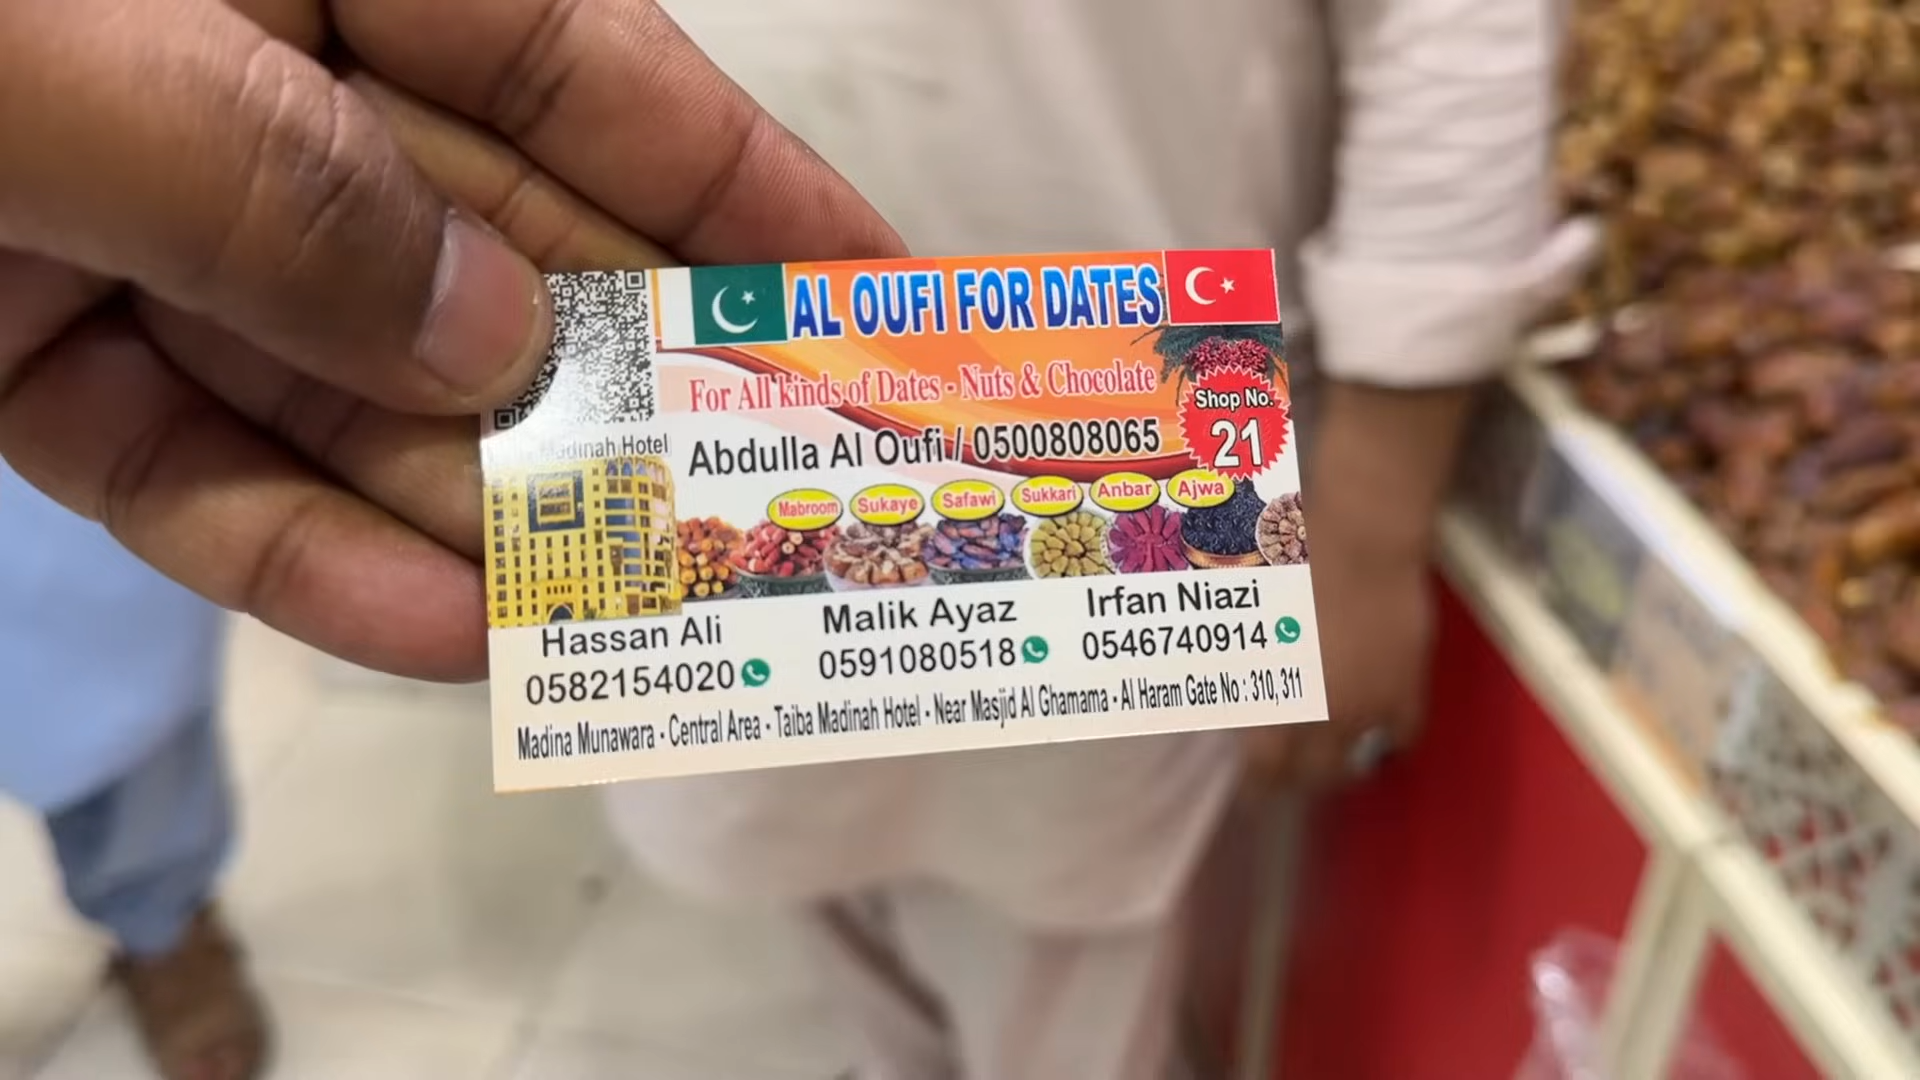 AL OUFI FOR DATES
For All kinds of Dates - Nuts & Chocolate
Shop No.
21
Madinah Hotel
Abdulla Al Oufi / 0500808065
Mabroom Sukaye Safawi Sukkari Anbar Ajwa
Hassan Ali
0582154020
Malik Ayaz
0591080518
Irfan Niazi
0546740914
Madina Munawara - Central Area - Taiba Madinah Hotel - Near Masjid Al Ghamama - Al Haram Gate No : 310, 311